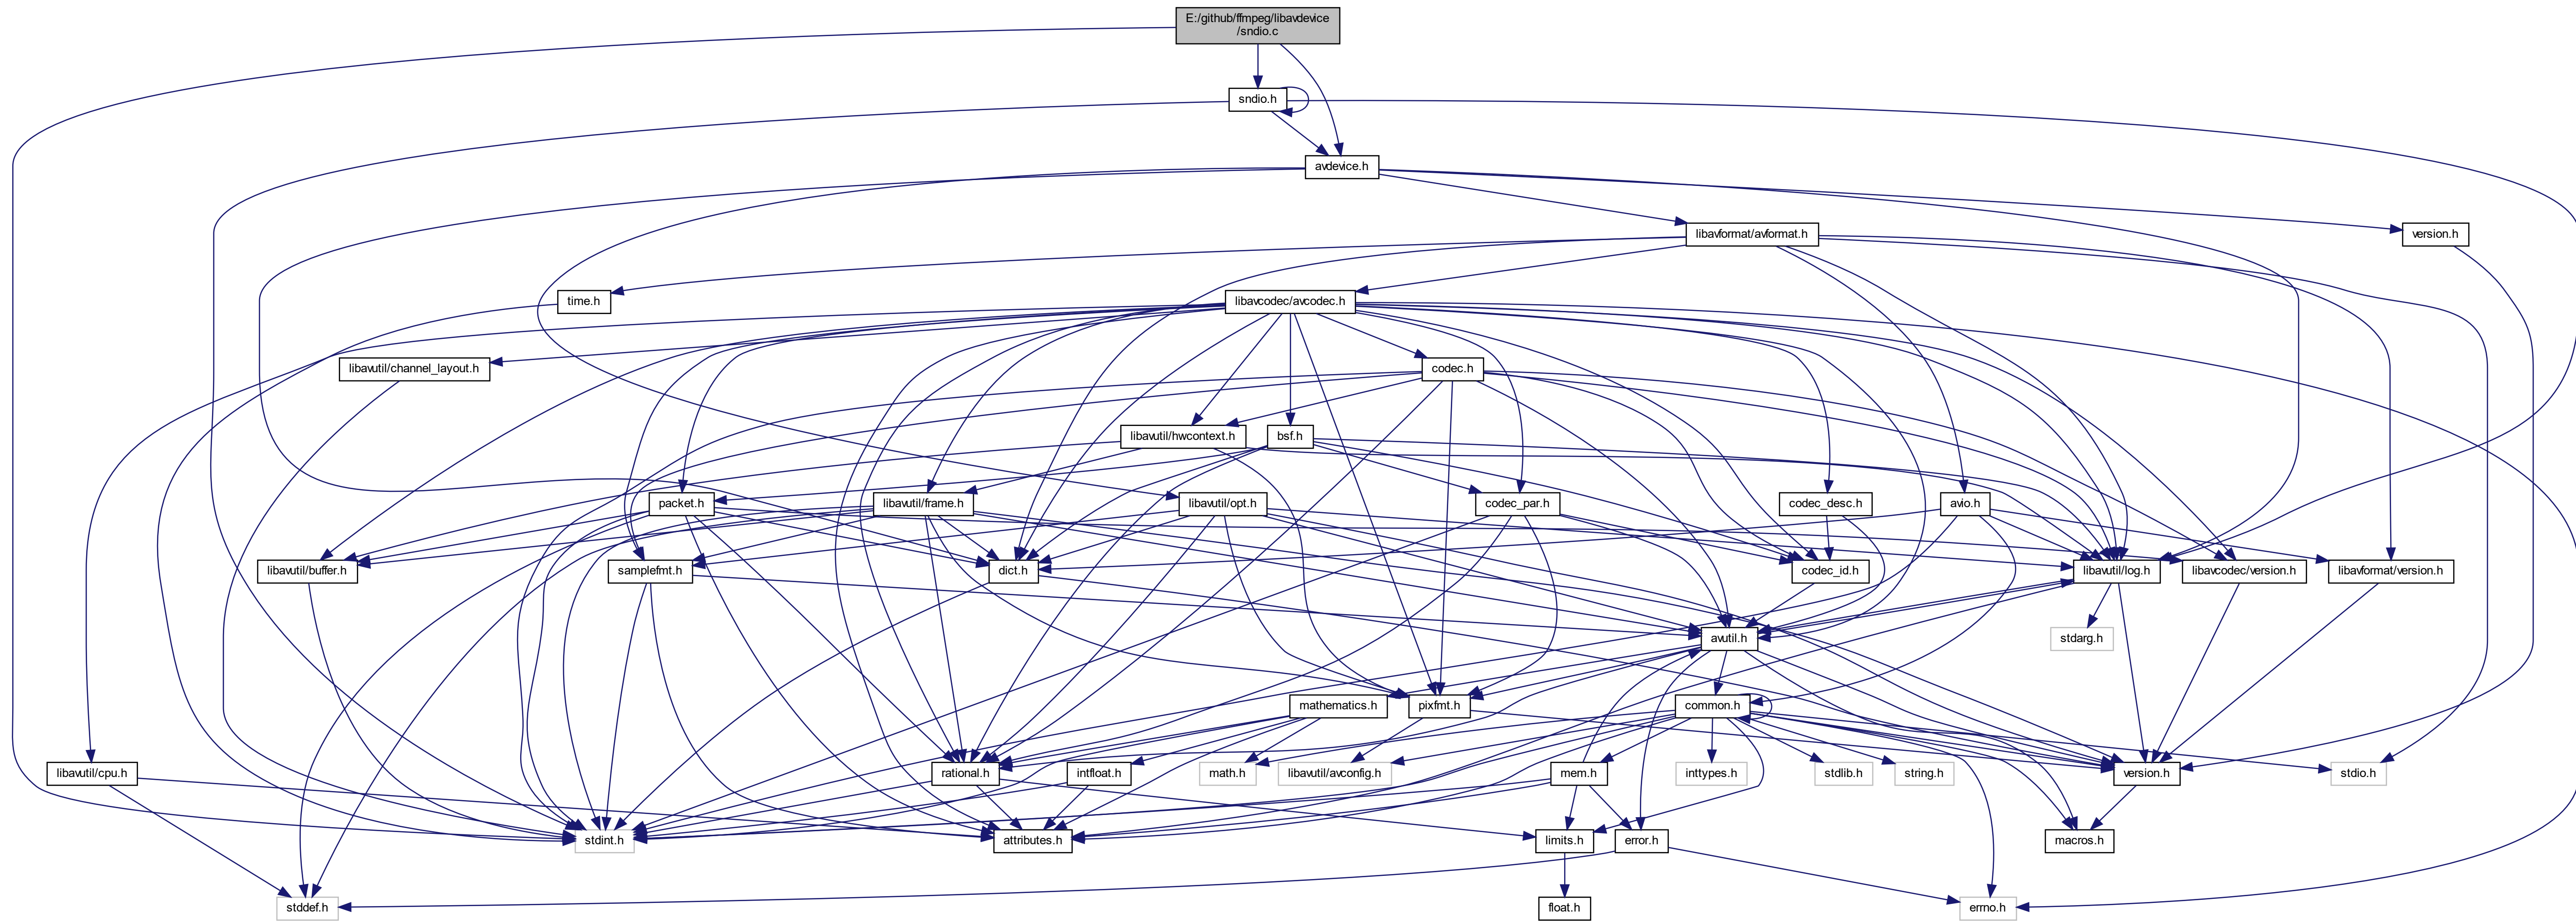 E:/github/ffmpeg/libavdevice
/sndio.c
sndio.h
avdevice.h
libavformat/avformat.h
version.h
time.h
libavcodec/avcodec.h
libavutil/channel_layout.h
codec.h
libavutil/hwcontext.h
bsf.h
packet.h
libavutil/frame.h
libavutil/opt.h
codec_par.h
codec_desc.h
avio.h
libavutil/buffer.h
samplefmt.h
dict.h
codec_id.h
libavutil/log.h
libavcodec/version.h
libavformat/version.h
avutil.h
stdarg.h
mathematics.h
pixfmt.h
common.h
libavutil/cpu.h
rational.h
intfloat.h
math.h
libavutil/avconfig.h
mem.h
inttypes.h
stdlib.h
string.h
version.h
stdio.h
stdint.h
attributes.h
limits.h
error.h
macros.h
stddef.h
float.h
errno.h